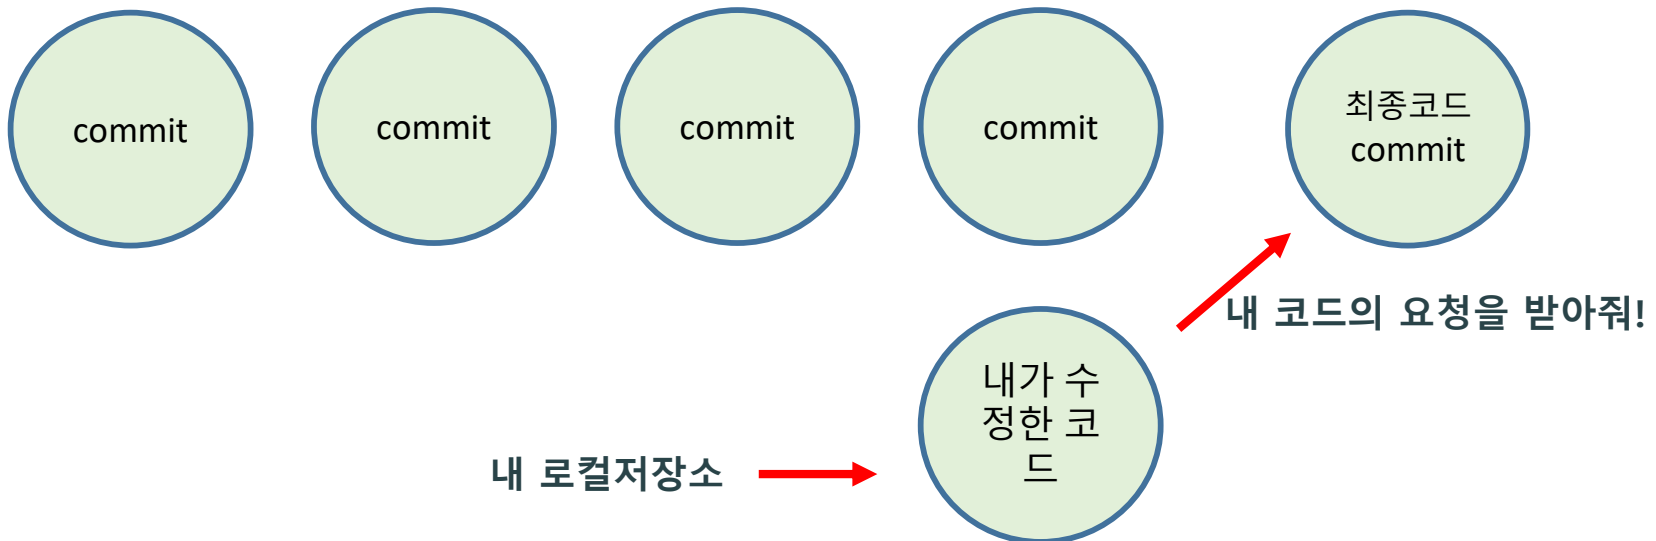 commit
commit
commit
commit
최종코드
commit
내 코드의 요청을 받아줘!
내가 수
정한 코
드
내 로컬저장소